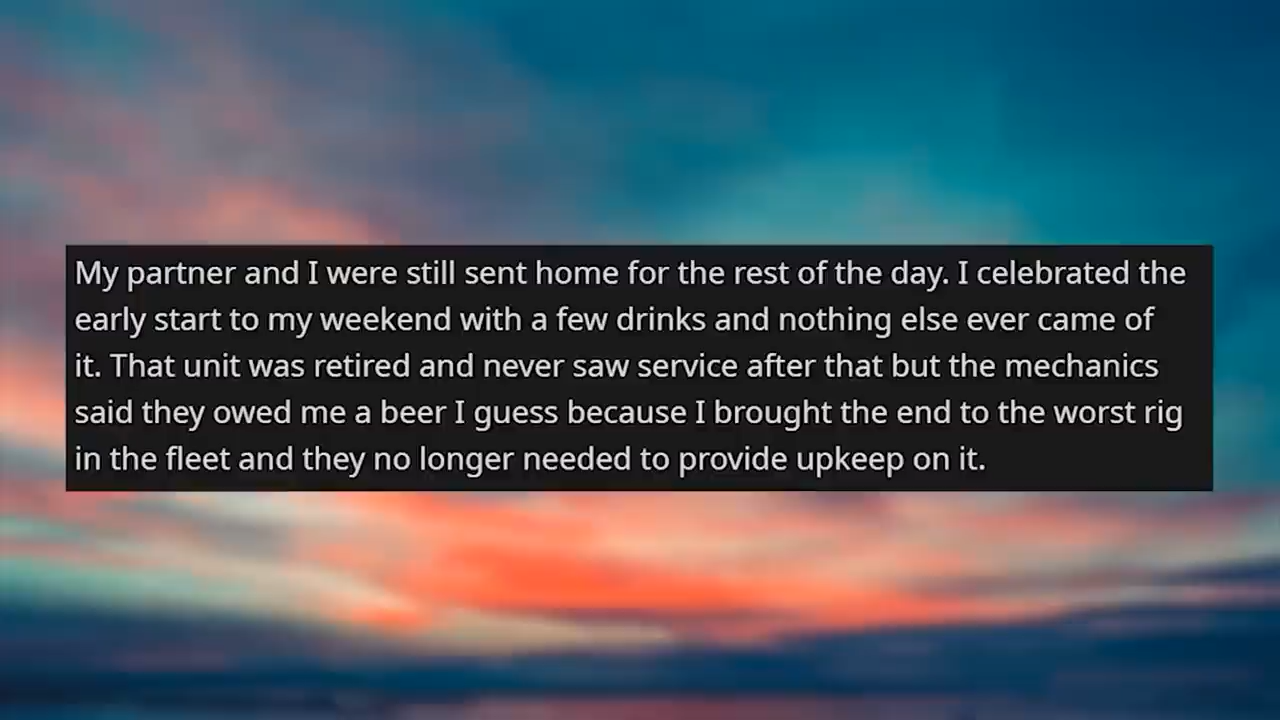 My partner and I were still sent home for the rest of the day. I celebrated the
early start to my weekend with a few drinks and nothing else ever came of
it. That unit was retired and never saw service after that but the mechanics
said they owed me a beer I guess because I brought the end to the worst rig
in the fleet and they no longer needed to provide upkeep on it.